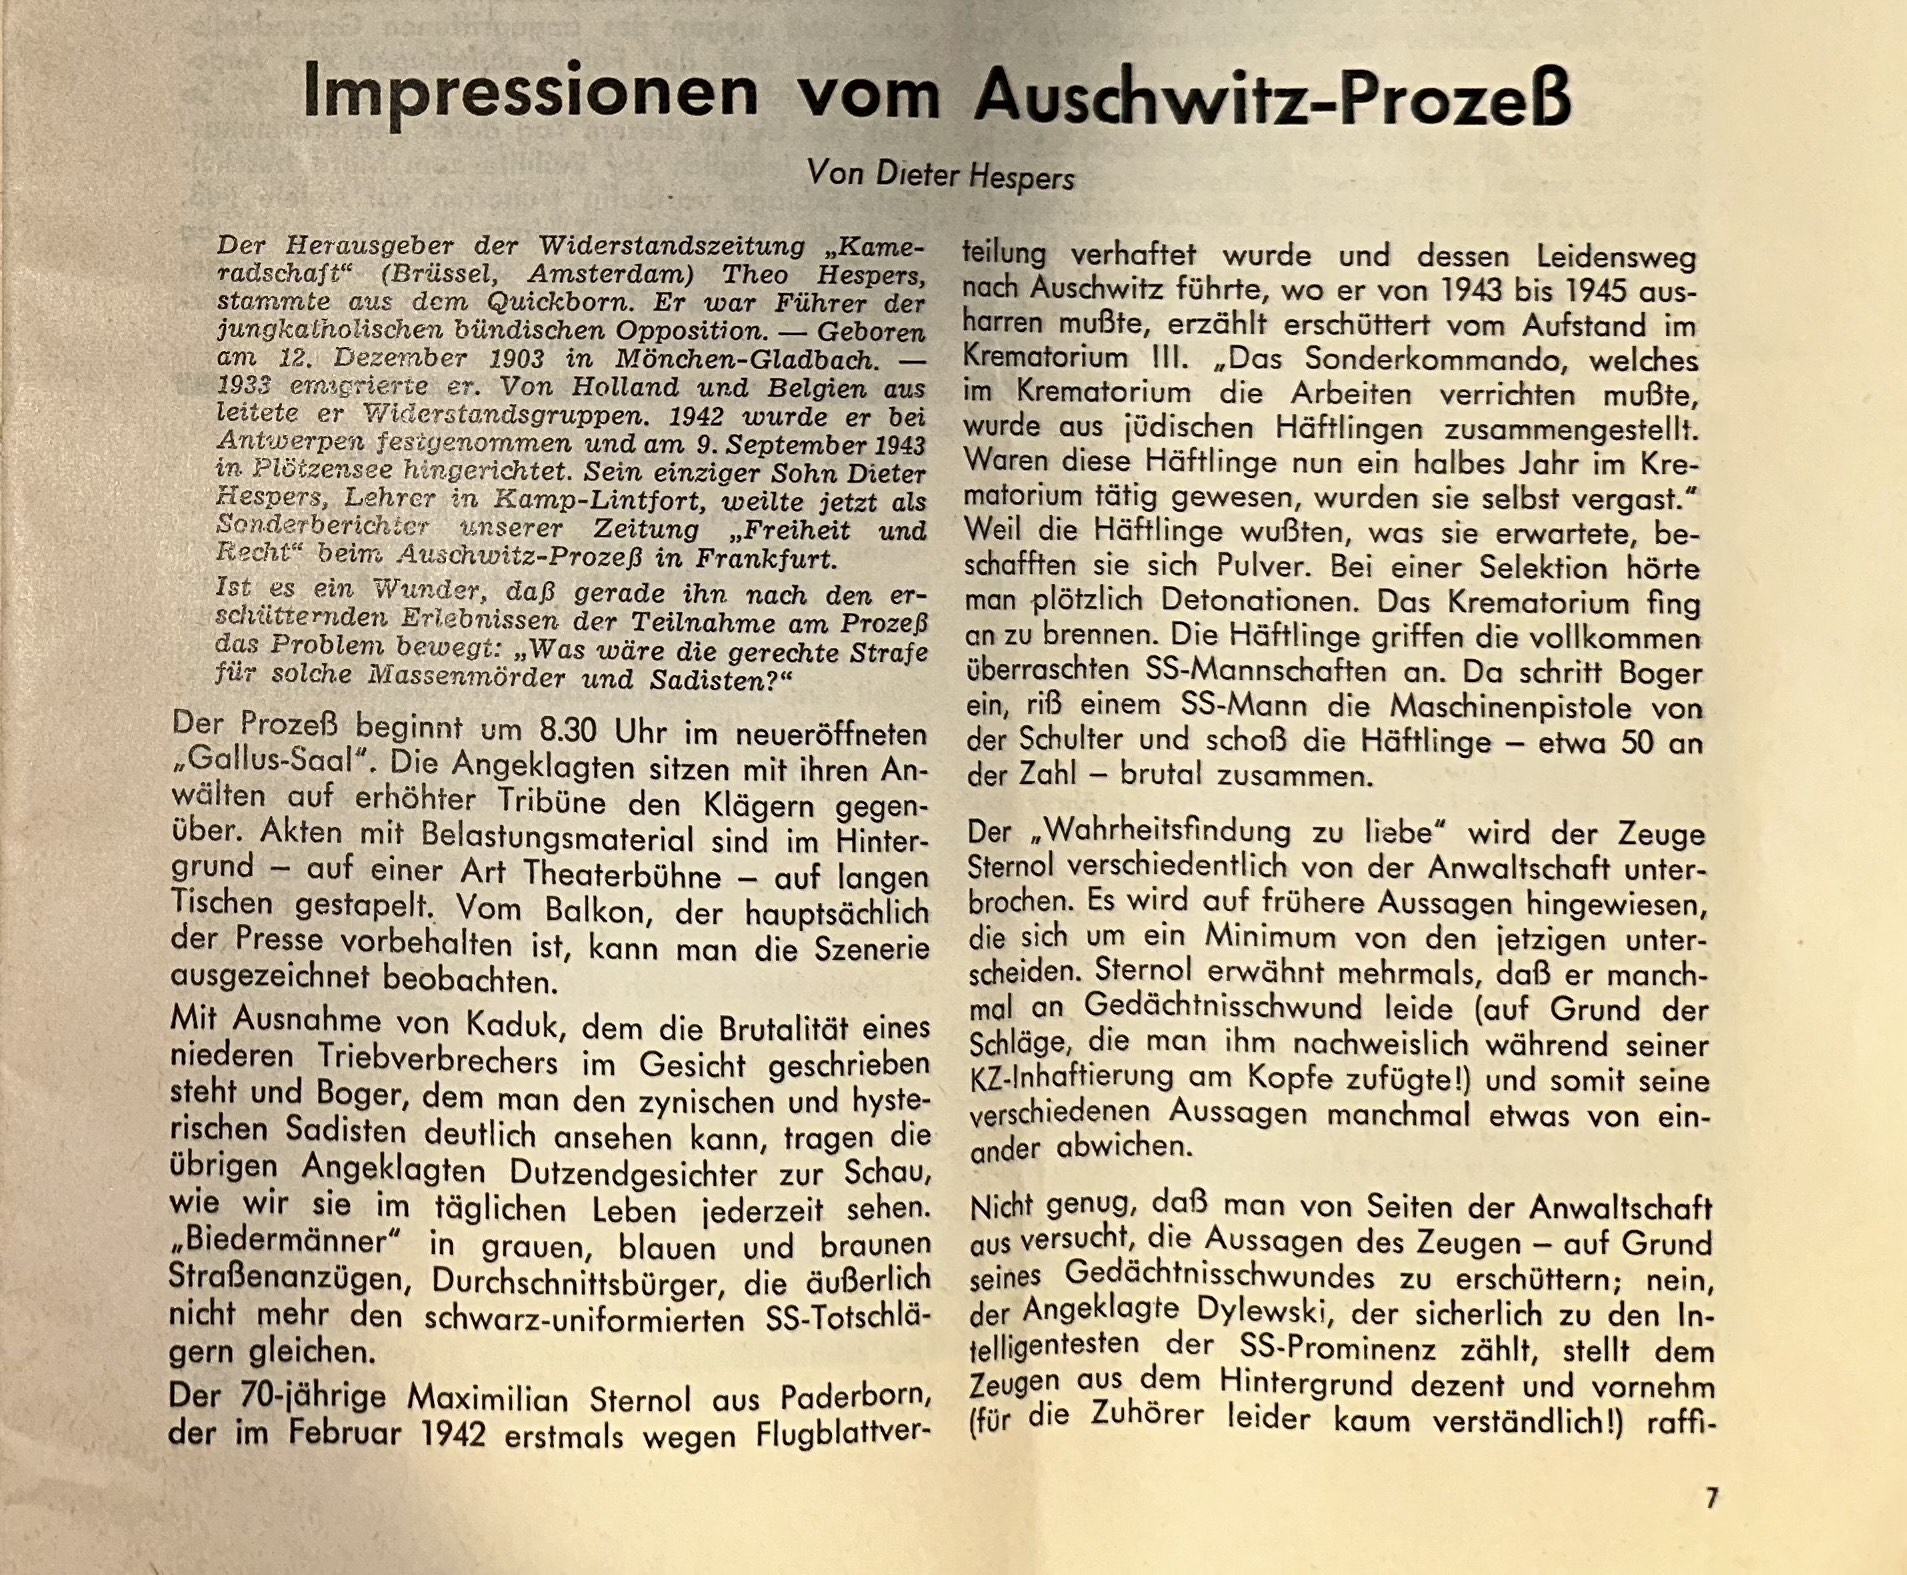 Impressionen vom Auschwitz-Prozeß
Von Dieter Hespers
Der Herausgeber der Widerstandszeitung „Kame-
radschaft“ (Brüssel, Amsterdam) Theo Hespers,
stammte aus dem Quickborn. Er war Führer der
jungkatholischen bündischen Opposition. — Geboren
am 12. Dezember 1903 in Mönchen-Gladbach. —
1933 emigrierte er. Von Holland und Belgien aus
leitete er Widerstandsgruppen. 1942 wurde er bei
Antwerpen festgenommen und am 9. September 1943
in Plötzensee hingerichtet. Sein einziger Sohn Dieter
Hespers, Lehrer in Kamp-Lintfort, weilte jetzt als
Sonderberichter unserer Zeitung „Freiheit und
Recht“ beim Auschwitz-Prozeß in Frankfurt.
Ist es ein Wunder, daß gerade ihn nach den er-
schütternden Erlebnissen der Teilnahme am Prozeß
das Problem bewegt: „Was wäre die gerechte Strafe
für solche Massenmörder und Sadisten?“
Der Prozeß beginnt um 8.30 Uhr im neueröffneten
„Gallus-Saal“. Die Angeklagten sitzen mit ihren An-
wälten auf erhöhter Tribüne den Klägern gegen-
über. Akten mit Belastungsmaterial sind im Hinter-
grund – auf einer Art Theaterbühne – auf langen
Tischen gestapelt. Vom Balkon, der hauptsächlich
der Presse vorbehalten ist, kann man die Szenerie
ausgezeichnet beobachten.
Mit Ausnahme von Kaduk, dem die Brutalität eines
niederen Triebverbrechers im Gesicht geschrieben
steht und Boger, dem man den zynischen und hyste-
rischen Sadisten deutlich ansehen kann, tragen die
übrigen Angeklagten Dutzendgesichter zur Schau,
wie wir sie im täglichen Leben jederzeit sehen.
„Biedermänner“ in grauen, blauen und braunen
Straßenanzügen, Durchschnittsbürger, die äußerlich
nicht mehr den schwarz-uniformierten SS-Totschlä-
gern gleichen.
Der 70-jährige Maximilian Sternol aus Paderborn,
der im Februar 1942 erstmals wegen Flugblattver-
teilung verhaftet wurde und dessen Leidensweg
nach Auschwitz führte, wo er von 1943 bis 1945 aus-
harren mußte, erzählt erschüttert vom Aufstand im
Krematorium III. „Das Sonderkommando, welches
im Krematorium die Arbeiten verrichten mußte,
wurde aus jüdischen Häftlingen zusammengestellt.
Waren diese Häftlinge nun ein halbes Jahr im Kre-
matorium tätig gewesen, wurden sie selbst vergast.“
Weil die Häftlinge wußten, was sie erwartete, be-
schafften sie sich Pulver. Bei einer Selektion hörte
man plötzlich Detonationen. Das Krematorium fing
an zu brennen. Die Häftlinge griffen die vollkommen
überraschten SS-Mannschaften an. Da schritt Boger
ein, riß einem SS-Mann die Maschinenpistole von
der Schulter und schoß die Häftlinge – etwa 50 an
der Zahl – brutal zusammen.
Der „Wahrheitsfindung zu liebe“ wird der Zeuge
Sternol verschiedentlich von der Anwaltschaft unter-
brochen. Es wird auf frühere Aussagen hingewiesen,
die sich um ein Minimum von den jetzigen unter-
scheiden. Sternol erwähnt mehrmals, daß er manch-
mal an Gedächtnisschwund leide (auf Grund der
Schläge, die man ihm nachweislich während seiner
KZ-Inhaftierung am Kopfe zufügte!) und somit seine
verschiedenen Aussagen manchmal etwas von ein-
ander abwichen.
Nicht genug, daß man von Seiten der Anwaltschaft
aus versucht, die Aussagen des Zeugen – auf Grund
seines Gedächtnisschwundes zu erschüttern; nein,
der Angeklagte Dylewski, der sicherlich zu den In-
telligentesten der SS-Prominenz zählt, stellt dem
Zeugen aus dem Hintergrund dezent und vornehm
(für die Zuhörer leider kaum verständlich!) raffi-
7